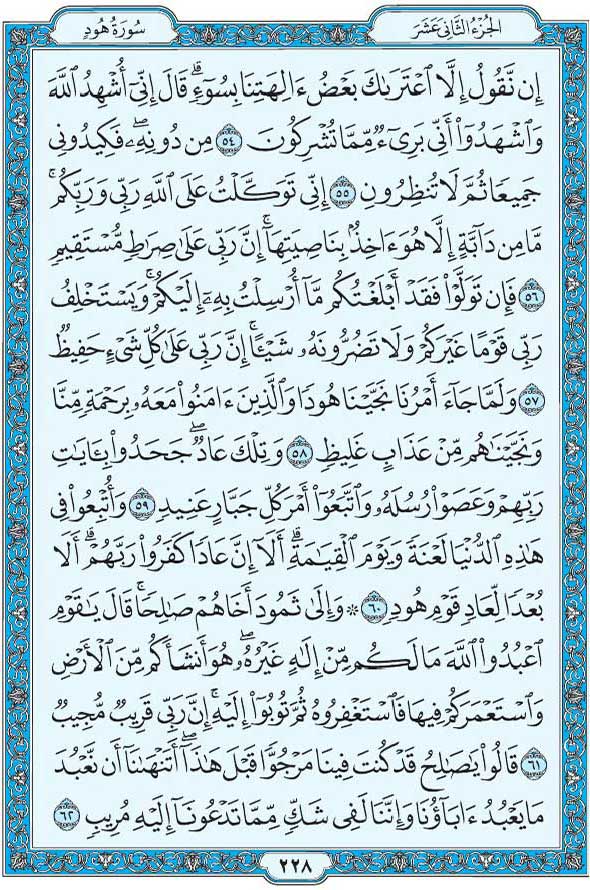 الجُزْءُ الثَّانِي عَشَرَ
سُورَةُ هُودٍ
إِن نَّقُولُ إِلَّا ٱعْتَرَىٰكَ بَعْضُ ءَالِهَتِنَا بِسُوٓءٍۗ قَالَ إِنِّىٓ أُشْهِدُ ٱللَّهَ
وَٱشْهَدُوٓا۟ أَنِّى بَرِىٓءٌ مِّمَّا تُشْرِكُونَ ٥٤ مِن دُونِهِۦۖ فَكِيدُونِى
جَمِيعًا ثُمَّ لَا تُنظِرُونِ ٥٥ إِنِّى تَوَكَّلْتُ عَلَى ٱللَّهِ رَبِّى وَرَبِّكُمۚ
مَّا مِن دَآبَّةٍ إِلَّا هُوَ ءَاخِذٌۢ بِنَاصِيَتِهَآۚ إِنَّ رَبِّى عَلَىٰ صِرَٰطٍ مُّسْتَقِيمٍ
٥٦ فَإِن تَوَلَّوْا۟ فَقَدْ أَبْلَغْتُكُم مَّآ أُرْسِلْتُ بِهِۦٓ إِلَيْكُمْۚ وَيَسْتَخْلِفُ
رَبِّى قَوْمًا غَيْرَكُمْ وَلَا تَضُرُّونَهُۥ شَيْـًٔاۚ إِنَّ رَبِّى عَلَىٰ كُلِّ شَىْءٍ حَفِيظٌ
٥٧ وَلَمَّا جَآءَ أَمْرُنَا نَجَّيْنَا هُودًا وَٱلَّذِينَ ءَامَنُوا۟ مَعَهُۥ بِرَحْمَةٍ مِّنَّا
وَنَجَّيْنَٰهُم مِّنْ عَذَابٍ غَلِيظٍ ٥٨ وَتِلْكَ عَادٌۖ جَحَدُوا۟ بِـَٔايَٰتِ
رَبِّهِمْ وَعَصَوْا۟ رُسُلَهُۥ وَٱتَّبَعُوٓا۟ أَمْرَ كُلِّ جَبَّارٍ عَنِيدٍ ٥٩ وَأُتْبِعُوا۟ فِى
هَٰذِهِ ٱلدُّنْيَا لَعْنَةً وَيَوْمَ ٱلْقِيَٰمَةِۗ أَلَآ إِنَّ عَادًا كَفَرُوا۟ رَبَّهُمْۗ أَلَا
بُعْدًا لِّعَادٍ قَوْمِ هُودٍ ٦٠ ۞ وَإِلَىٰ ثَمُودَ أَخَاهُمْ صَٰلِحًاۚ قَالَ يَٰقَوْمِ
ٱعْبُدُوا۟ ٱللَّهَ مَا لَكُم مِّنْ إِلَٰهٍ غَيْرُهُۥۖ هُوَ أَنشَأَكُم مِّنَ ٱلْأَرْضِ
وَٱسْتَعْمَرَكُمْ فِيهَا فَٱسْتَغْفِرُوهُ ثُمَّ تُوبُوٓا۟ إِلَيْهِۚ إِنَّ رَبِّى قَرِيبٌ مُّجِيبٌ
٦١ قَالُوا۟ يَٰصَٰلِحُ قَدْ كُنتَ فِينَا مَرْجُوًّا قَبْلَ هَٰذَآۖ أَتَنْهَىٰنَآ أَن نَّعْبُدَ
مَا يَعْبُدُ ءَابَآؤُنَا وَإِنَّنَا لَفِى شَكٍّ مِّمَّا تَدْعُونَآ إِلَيْهِ مُرِيبٍ ٦٢
٢٢٨